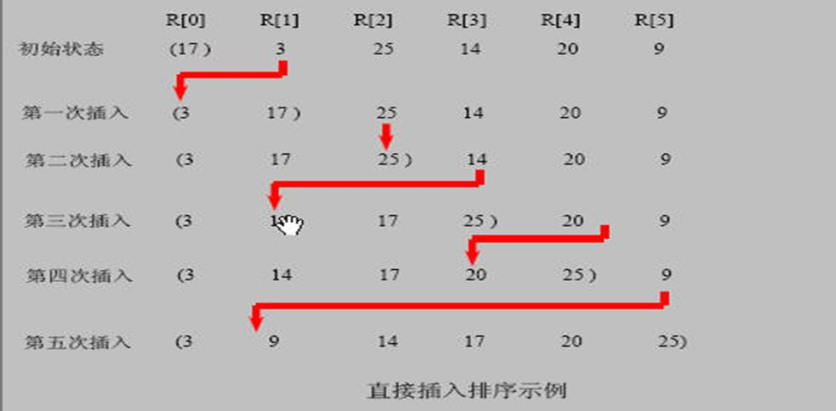 R[0] R[1] R[2] R[3] R[4] R[5]
初始状态 (17) 3 25 14 20 9
第一次插入 (3 17) 25 14 20 9
第二次插入 (3 17 25) 14 20 9
第三次插入 (3 17 25) 20 9
第四次插入 (3 14 17 20 25) 9
第五次插入 (3 9 14 17 20 25)
直接插入排序示例